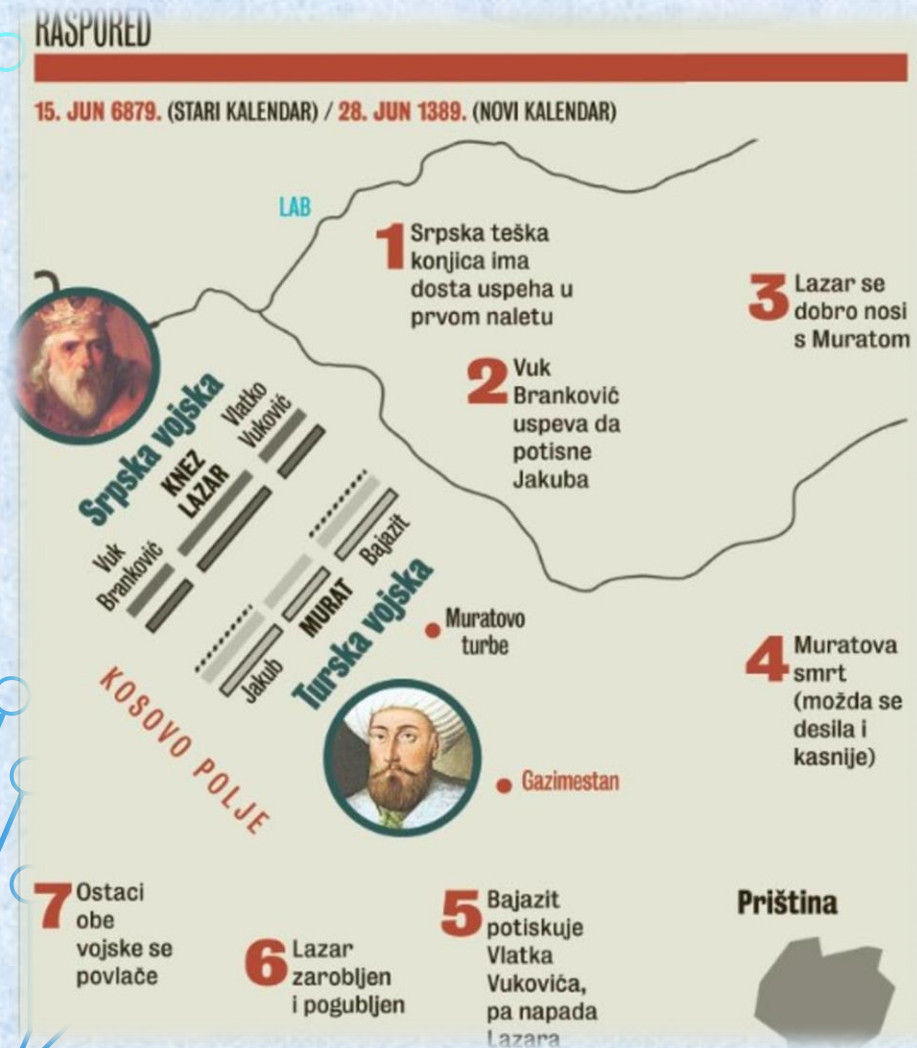 RASPORED
15. JUN 6879. (STARI KALENDAR) / 28. JUN 1389. (NOVI KALENDAR)
LAB
1 Srpska teška
konjica ima
dosta uspeha u
prvom naletu
2 Vuk
Branković
uspeva da
potisne
Jakuba
3 Lazar se
dobro nosi
s Muratom
Srpska vojska
Vlatko
Vuković
KNEZ
LAZAR
Vuk
Branković
Bajazit
MURAT
Jakub
Turska vojska
Muratovo
turbe
KOSOVO POLJE
Gazimestan
4 Muratova
smrt
(možda se
desila i
kasnije)
5 Bajazit
potiskuje
Vlatka
Vukovića,
pa napada
Lazara
6 Lazar
zarobljen
i pogubljen
7 Ostaci
obe
vojske se
povlače
Priština